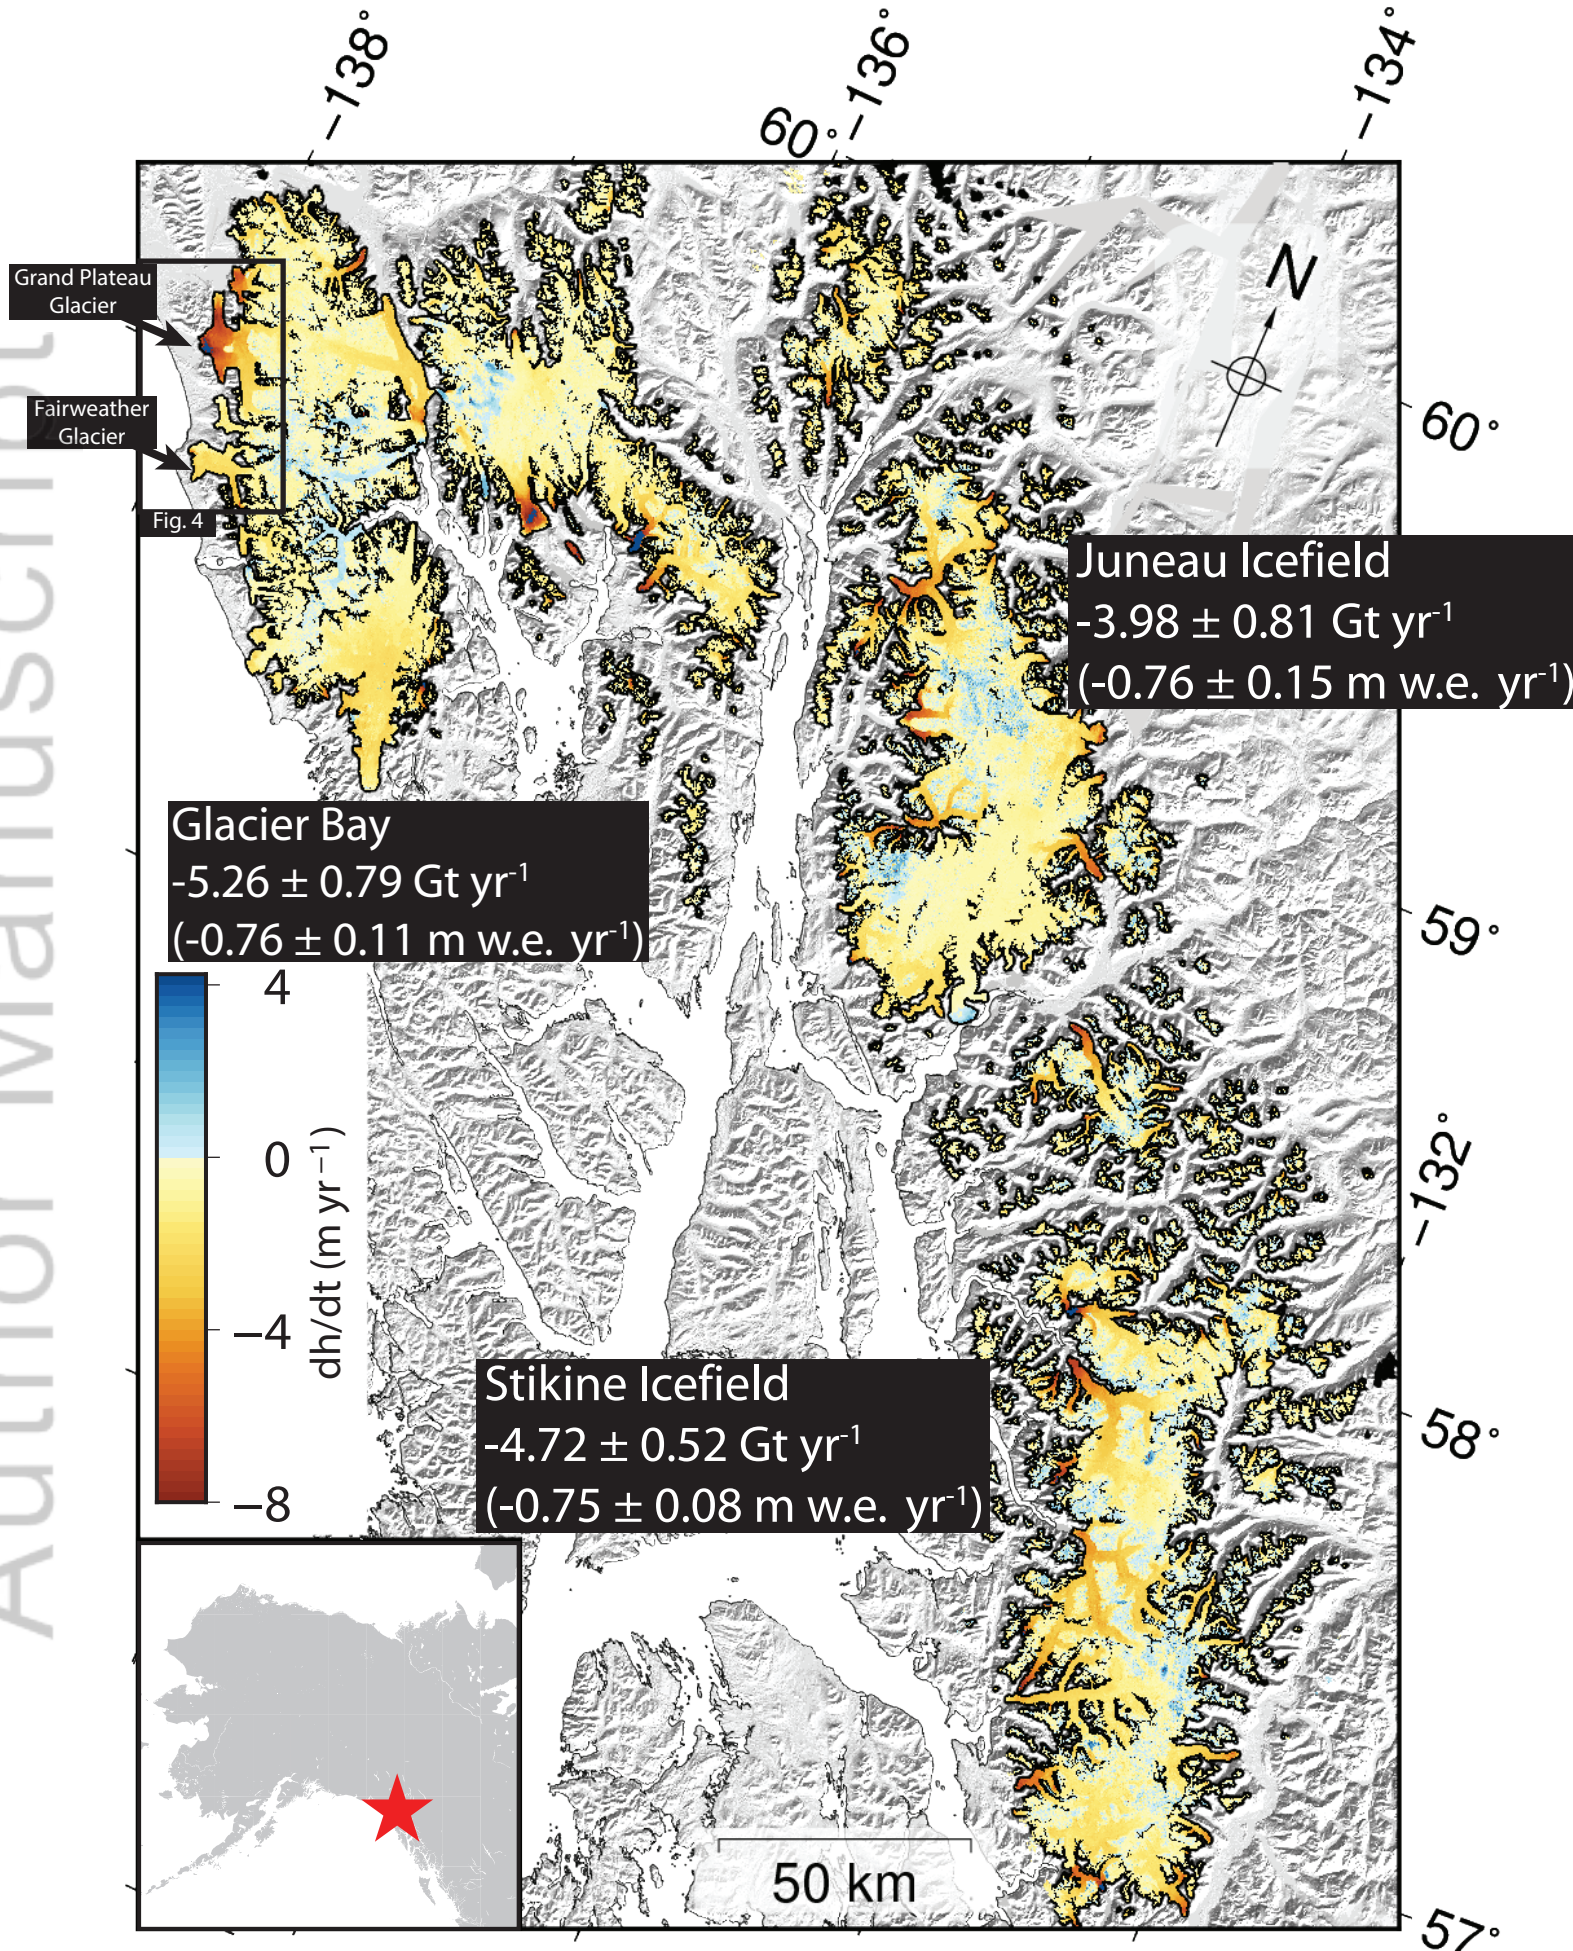 −138°
−136°
−134°
60°
Grand Plateau
Glacier
N
Fairweather
Glacier
60°
Fig. 4
Juneau Icefield
-3.98 ± 0.81 Gt yr-1
(-0.76 ± 0.15 m w.e. yr-1)
Glacier Bay
-5.26 ± 0.79 Gt yr-1
(-0.76 ± 0.11 m w.e. yr-1)
59°
4
0
−4
−8
dh/dt (m yr−1)
−132°
Stikine Icefield
-4.72 ± 0.52 Gt yr-1
(-0.75 ± 0.08 m w.e. yr-1)
58°
50 km
57°
Author Manuscript